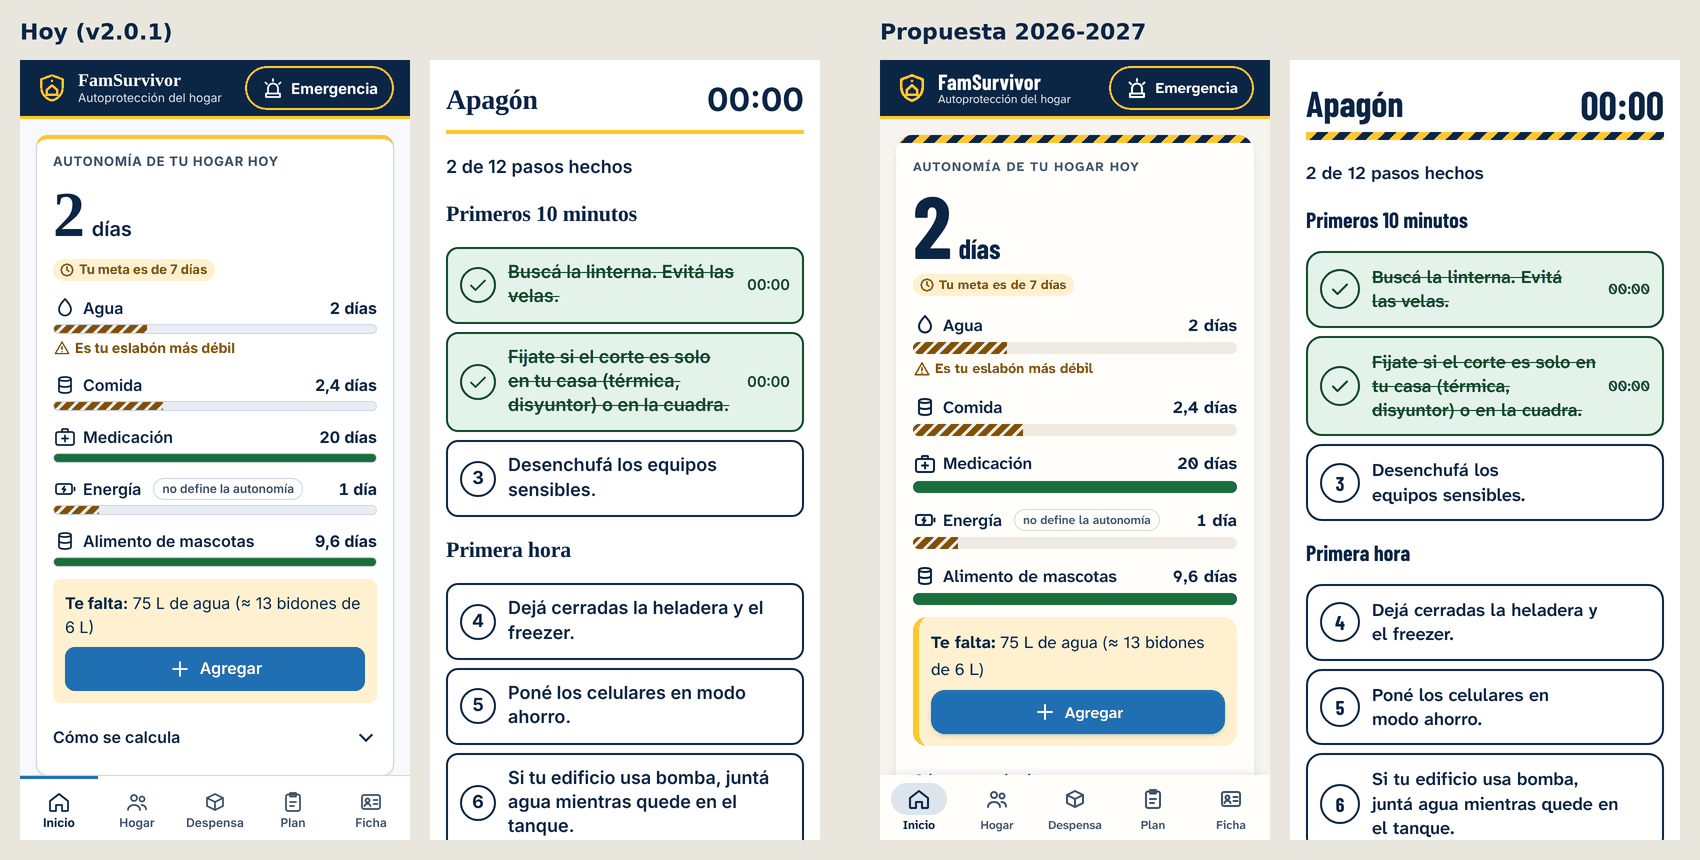 Hoy (v2.0.1)
FamSurvivor
Autoprotección del hogar
Emergencia
AUTONOMÍA DE TU HOGAR HOY
2 días
Tu meta es de 7 días
Agua 2 días
Es tu eslabón más débil
Comida 2,4 días
Medicación 20 días
Energía no define la autonomía 1 día
Alimento de mascotas 9,6 días
Te falta: 75 L de agua (≈ 13 bidones de
6 L)
Agregar
Cómo se calcula
Inicio Hogar Despensa Plan Ficha
Apagón 00:00
2 de 12 pasos hechos
Primeros 10 minutos
Buscá la linterna. Evitá las
velas.
00:00
Fijate si el corte es solo
en tu casa (térmica,
disyuntor) o en la cuadra.
00:00
3 Desenchufá los equipos
sensibles.
Primera hora
4 Dejá cerradas la heladera y el
freezer.
5 Poné los celulares en modo
ahorro.
6 Si tu edificio usa bomba, juntá
agua mientras quede en el
tanque.
Propuesta 2026-2027
FamSurvivor
Autoprotección del hogar
Emergencia
AUTONOMÍA DE TU HOGAR HOY
2 días
Tu meta es de 7 días
Agua 2 días
Es tu eslabón más débil
Comida 2,4 días
Medicación 20 días
Energía no define la autonomía 1 día
Alimento de mascotas 9,6 días
Te falta: 75 L de agua (≈ 13 bidones
de 6 L)
Agregar
Inicio Hogar Despensa Plan Ficha
Apagón 00:00
2 de 12 pasos hechos
Primeros 10 minutos
Buscá la linterna. Evitá
las velas.
00:00
Fijate si el corte es solo en
tu casa (térmica,
disyuntor) o en la cuadra.
00:00
3 Desenchufá los
equipos sensibles.
Primera hora
4 Dejá cerradas la heladera y
el freezer.
5 Poné los celulares en
modo ahorro.
6 Si tu edificio usa bomba,
juntá agua mientras quede en
el tanque.